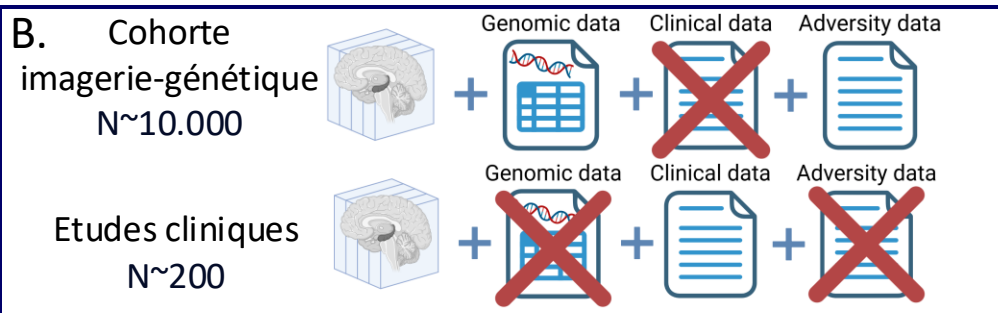 B.
Cohorte
imagerie-génétique
N~10.000
Genomic data
Clinical data
Adversity data
+
+
+
Etudes cliniques
N~200
Genomic data
Clinical data
Adversity data
+
+
+